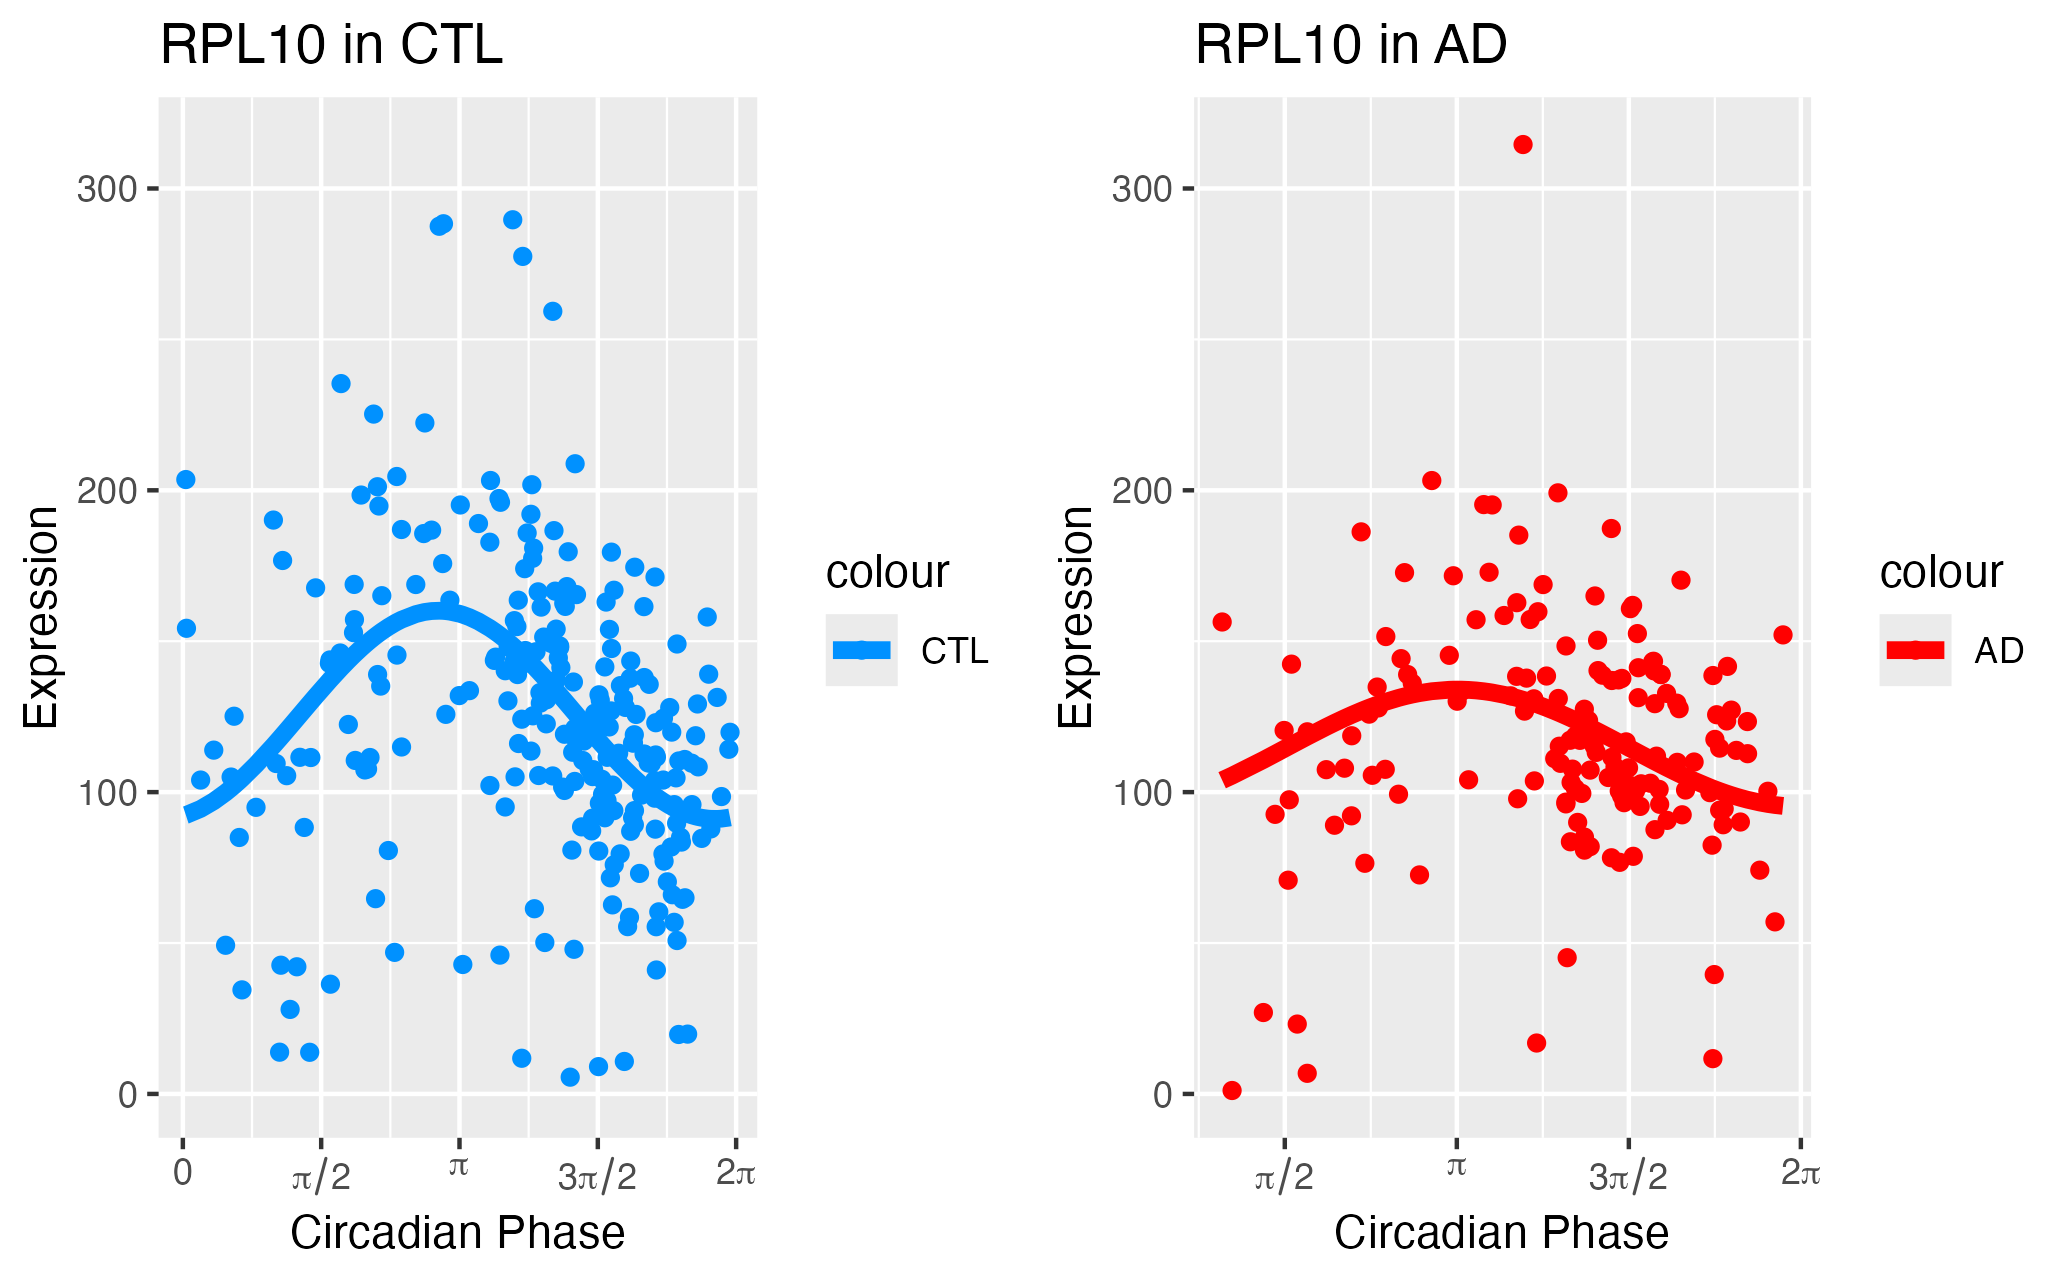 RPL10 in CTL
Expression
300
200
100
0
0 π/2 π 3π/2 2π
Circadian Phase
colour
CTL
RPL10 in AD
Expression
300
200
100
0
π/2 π 3π/2 2π
Circadian Phase
colour
AD